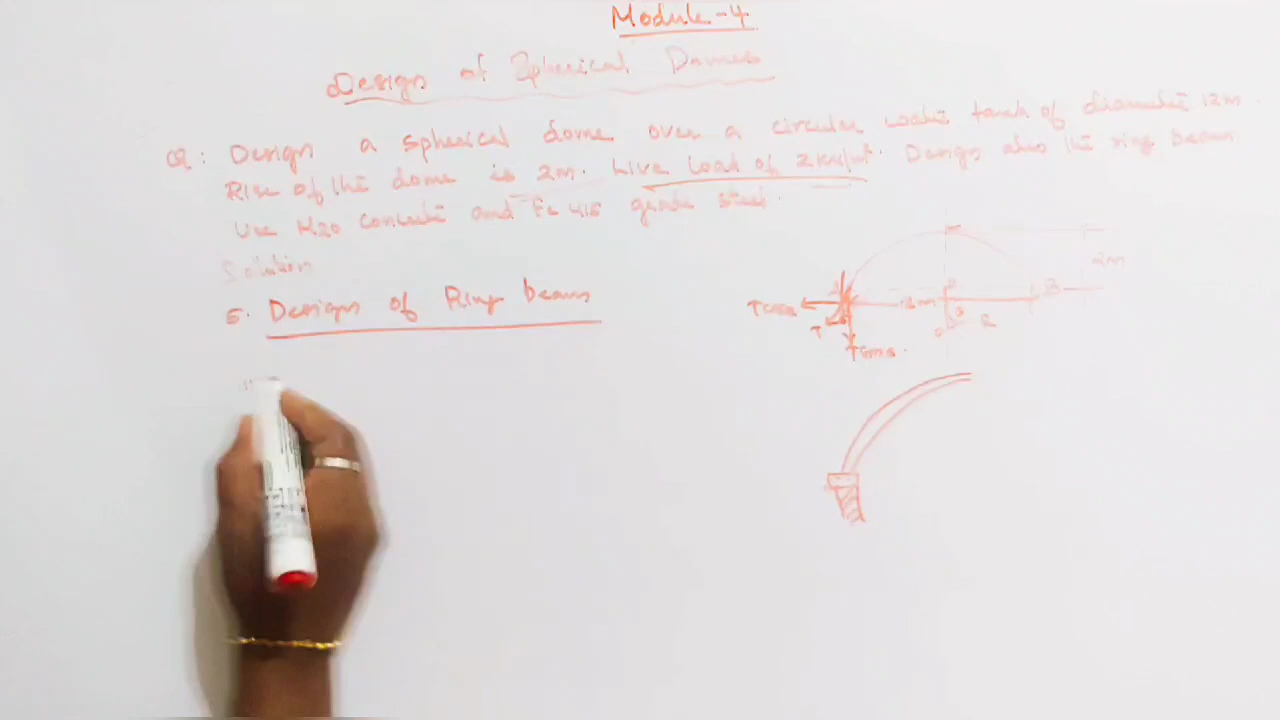 Module-4
Design of Spherical Domes
Q: Design a spherical dome over a circular water tank of diameter 12m.
Rise of the dome is 2m. Live load of 2 kN/m². Design also the ring beam.
Use M20 concrete and Fe 415 grade steel.
Solution
5. Design of Ring beam
2m
B
12m
T
R